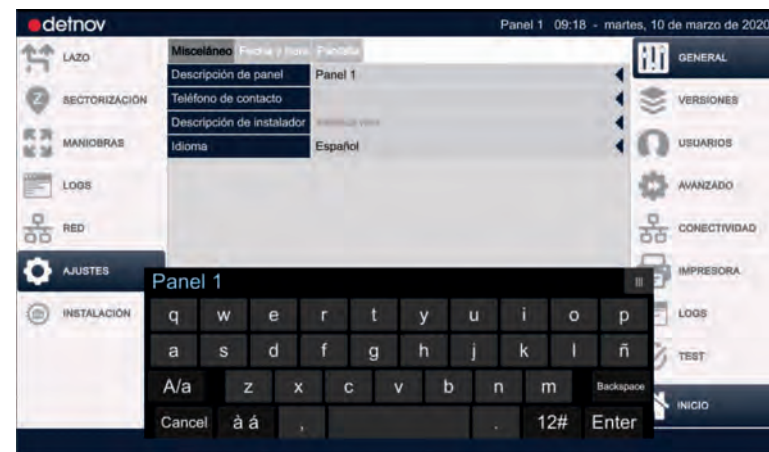 detnov
Panel 1 09:18 - martes, 10 de marzo de 2020
LAZO
SECTORIZACIÓN
MANIOBRAS
LOGS
RED
AJUSTES
INSTALACIÓN
Misceláneo Fecha y hora Pantalla
Descripción de panel Panel 1
Teléfono de contacto
Descripción de instalador
Idioma Español
GENERAL
VERSIONES
USUARIOS
AVANZADO
CONECTIVIDAD
IMPRESORA
LOGS
TEST
INICIO
Panel 1
q w e r t y u i o p
a s d f g h j k l ñ
A/a z x c v b n m Backspace
Cancel à á , . 12# Enter